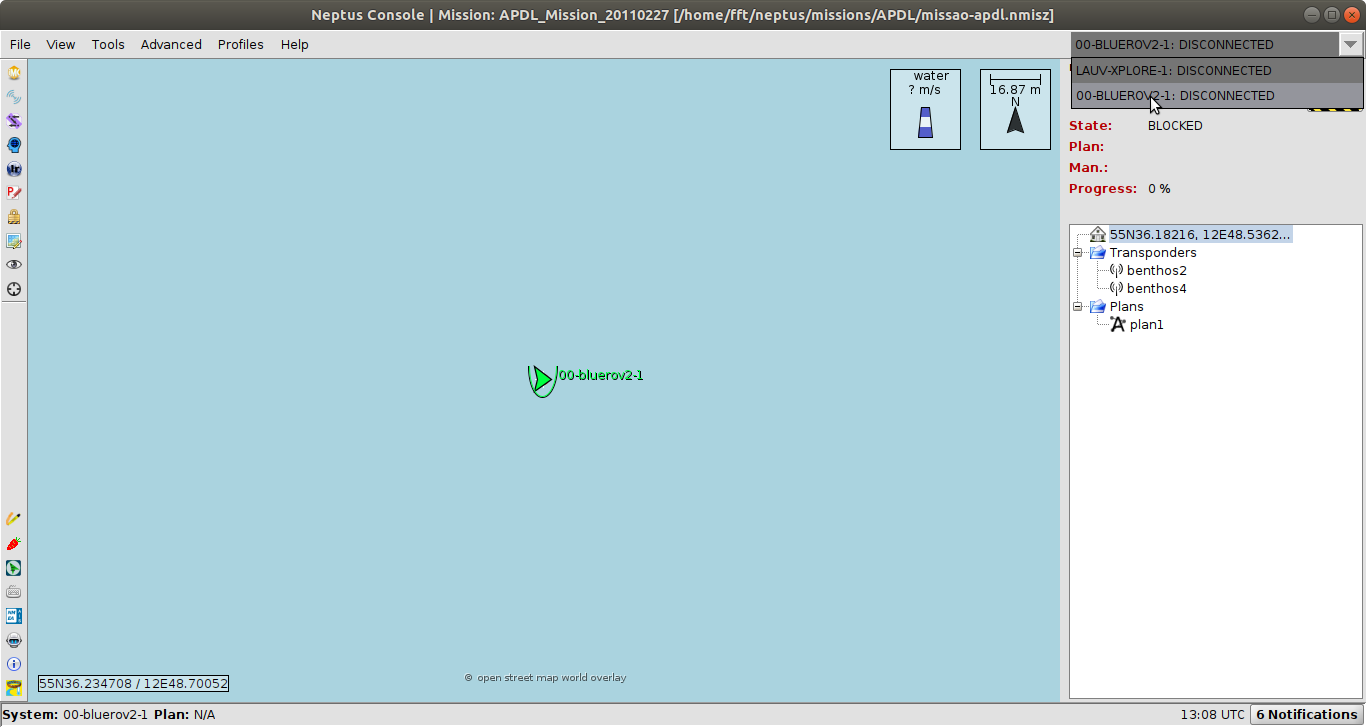 Neptus Console | Mission: APDL_Mission_20110227 [/home/fft/neptus/missions/APDL/missao-apdl.nmisz]
File View Tools Advanced Profiles Help
00-BLUEROV2-1: DISCONNECTED
LAUV-XPLORE-1: DISCONNECTED
00-BLUEROV2-1: DISCONNECTED
water
? m/s
16.87 m
N
State: BLOCKED
Plan:
Man.:
Progress: 0 %
55N36.18216, 12E48.5362...
Transponders
benthos2
benthos4
Plans
plan1
00-bluerov2-1
© open street map world overlay
55N36.234708 / 12E48.70052
System: 00-bluerov2-1 Plan: N/A
13:08 UTC
6 Notifications